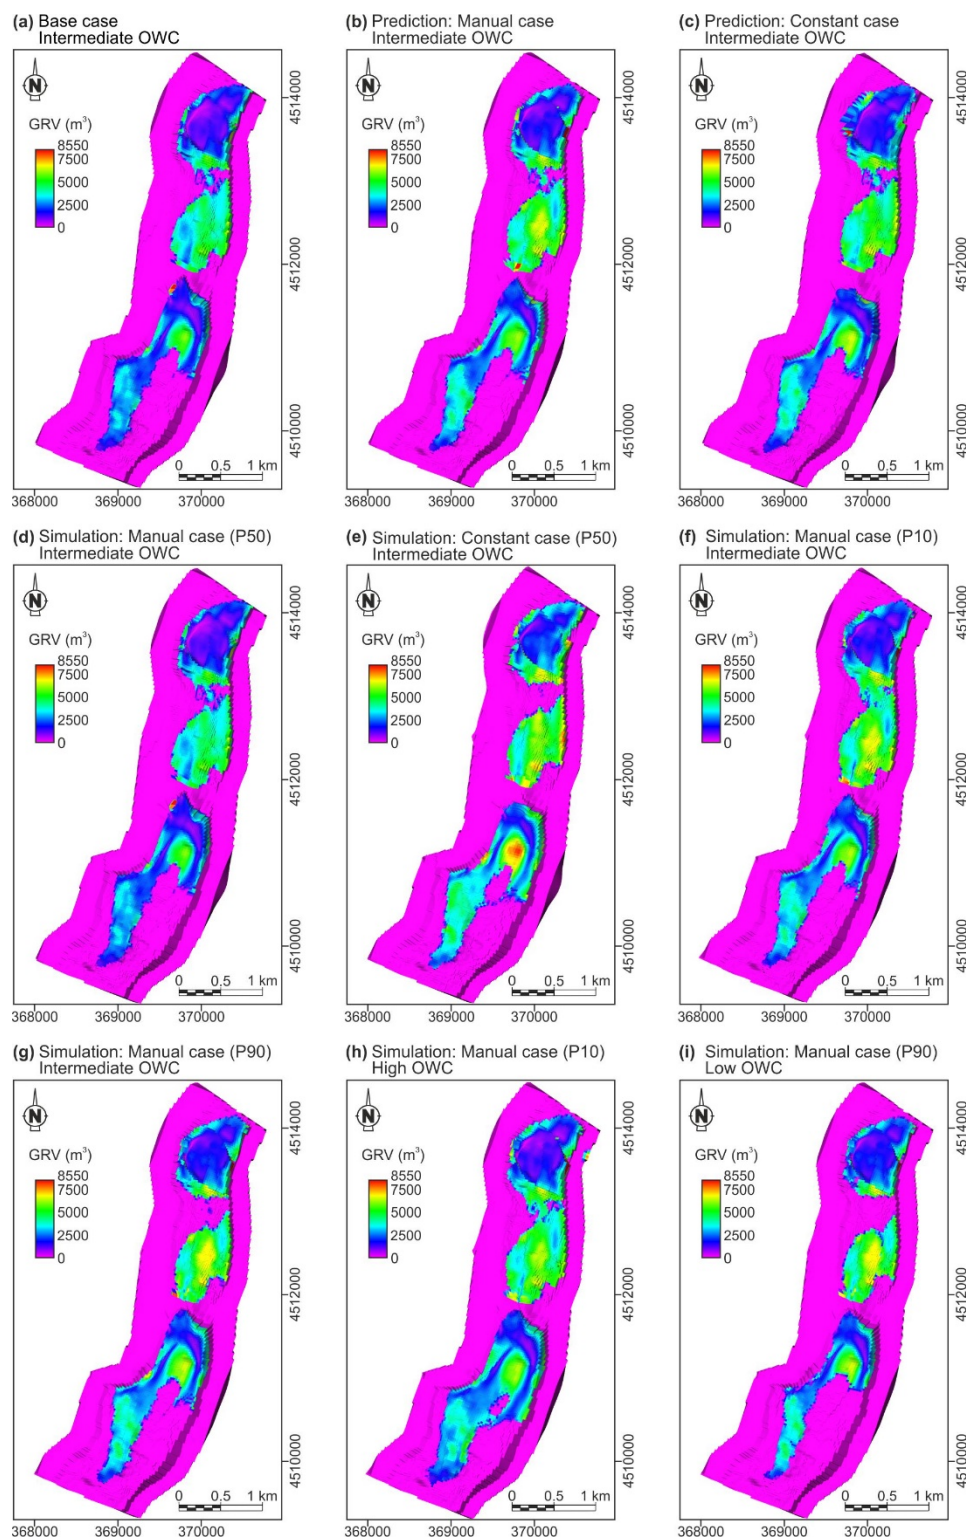 (a) Base case
Intermediate OWC
N
GRV (m³)
8550
7500
5000
2500
0
4514000
4512000
4510000
0 0.5 1 km
368000 369000 370000
(b) Prediction: Manual case
Intermediate OWC
N
GRV (m³)
8550
7500
5000
2500
0
4514000
4512000
4510000
0 0.5 1 km
368000 369000 370000
(c) Prediction: Constant case
Intermediate OWC
N
GRV (m³)
8550
7500
5000
2500
0
4514000
4512000
4510000
0 0.5 1 km
368000 369000 370000
(d) Simulation: Manual case (P50)
Intermediate OWC
N
GRV (m³)
8550
7500
5000
2500
0
4514000
4512000
4510000
0 0.5 1 km
368000 369000 370000
(e) Simulation: Constant case (P50)
Intermediate OWC
N
GRV (m³)
8550
7500
5000
2500
0
4514000
4512000
4510000
0 0.5 1 km
368000 369000 370000
(f) Simulation: Manual case (P10)
Intermediate OWC
N
GRV (m³)
8550
7500
5000
2500
0
4514000
4512000
4510000
0 0.5 1 km
368000 369000 370000
(g) Simulation: Manual case (P90)
Intermediate OWC
N
GRV (m³)
8550
7500
5000
2500
0
4514000
4512000
4510000
0 0.5 1 km
368000 369000 370000
(h) Simulation: Manual case (P10)
High OWC
N
GRV (m³)
8550
7500
5000
2500
0
4514000
4512000
4510000
0 0.5 1 km
368000 369000 370000
(i) Simulation: Manual case (P90)
Low OWC
N
GRV (m³)
8550
7500
5000
2500
0
4514000
4512000
4510000
0 0.5 1 km
368000 369000 370000